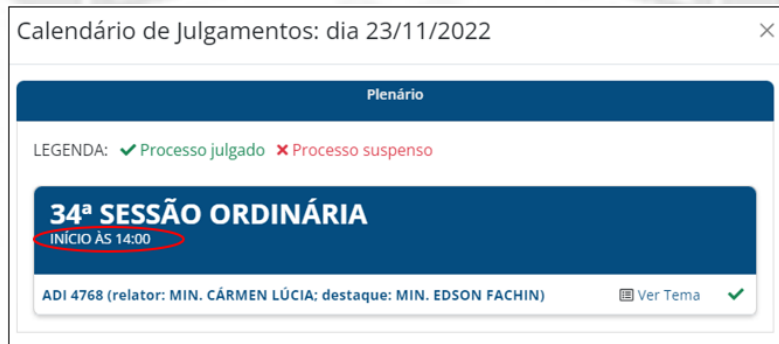 Calendário de Julgamentos: dia 23/11/2022
Plenário
LEGENDA: Processo julgado Processo suspenso
34ª SESSÃO ORDINÁRIA
INÍCIO ÀS 14:00
ADI 4768 (relator: MIN. CÁRMEN LÚCIA; destaque: MIN. EDSON FACHIN) Ver Tema